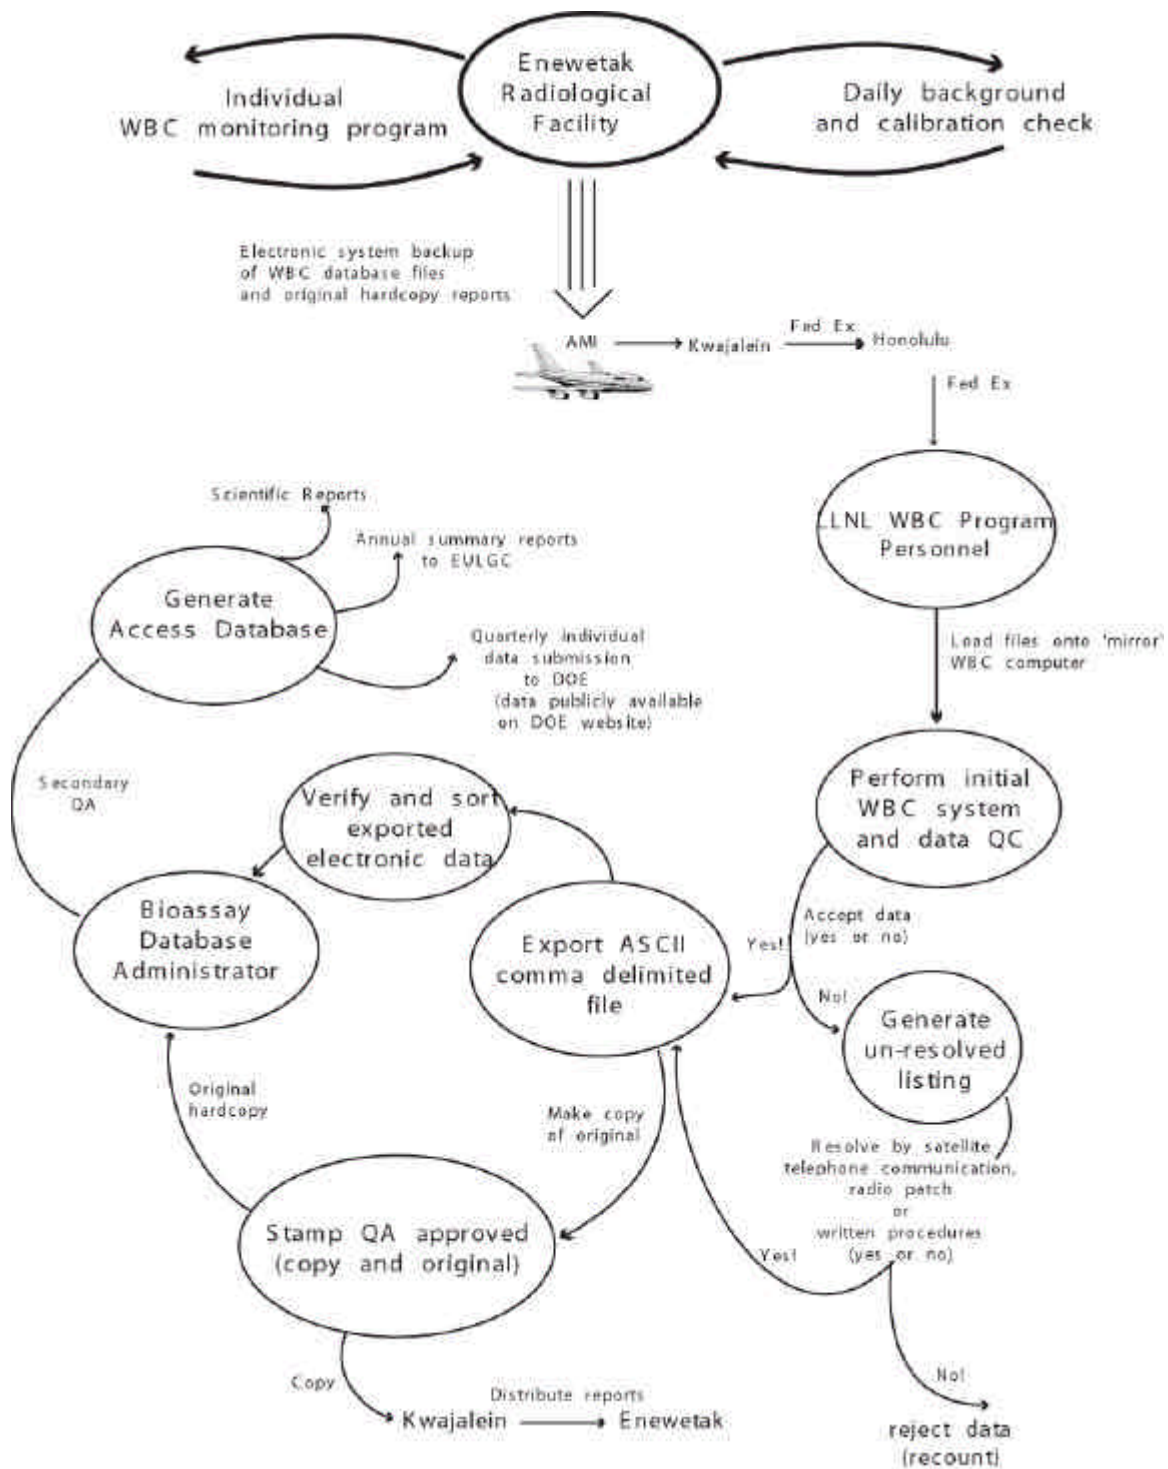 Enewetak
Radiological
Facility
Individual
WBC monitoring program
Daily background
and calibration check
Electronic system backup
of WBC database files
and original hardcopy reports
AMI
Kwajalein
Fed Ex
Honolulu
Fed Ex
LLNL WBC Program
Personnel
Load files onto 'mirror'
WBC computer
Perform initial
WBC system
and data QC
Accept data
(yes or no)
Yes!
No!
Generate
un-resolved
listing
Resolve by satellite
telephone communication,
radio patch
or
written procedures
(yes or no)
Yes!
No!
reject data
(recount)
Export ASCII
comma delimited
file
Make copy
of original
Verify and sort
exported
electronic data
Stamp QA approved
(copy and original)
Copy
Kwajalein
Distribute reports
Enewetak
Original
hardcopy
Bioassay
Database
Administrator
Secondary
QA
Generate
Access Database
Scientific Reports
Annual summary reports
to EULGC
Quarterly individual
data submission
to DOE
(data publicly available
on DOE website)